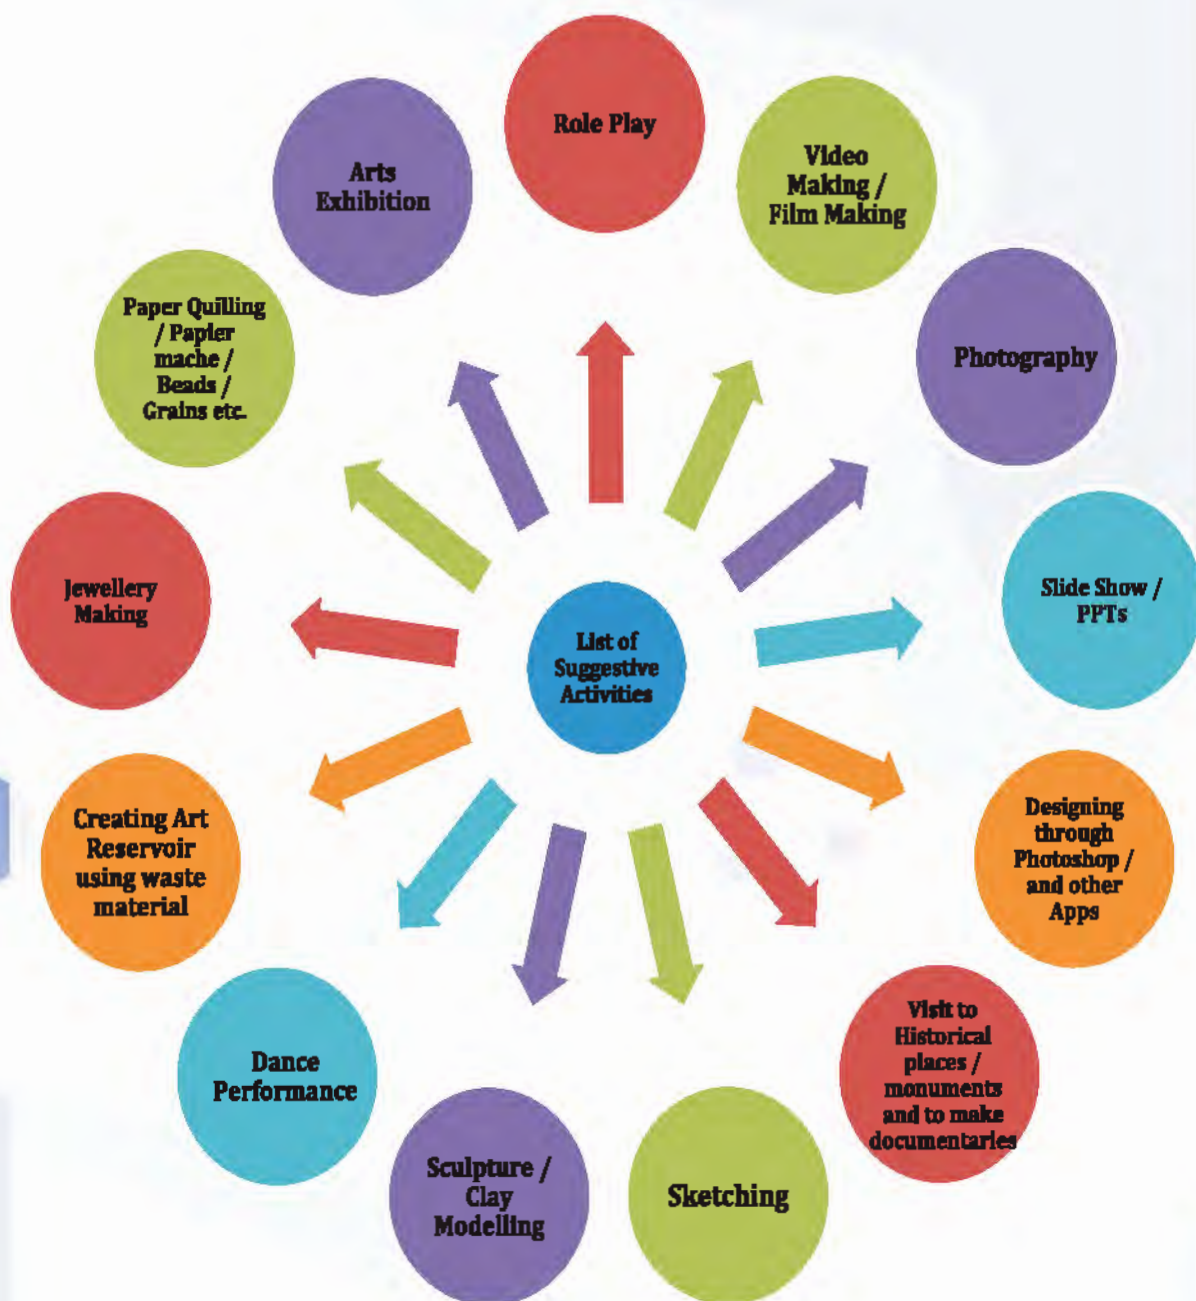 Role Play
Video
Making /
Film Making
Photography
Slide Show /
PPTs
Designing
through
Photoshop /
and other
Apps
Visit to
Historical
places /
monuments
and to make
documentaries
Sketching
Sculpture /
Clay
Modelling
Dance
Performance
Creating Art
Reservoir
using waste
material
Jewellery
Making
Paper Quilling
/ Papier
mache /
Beads /
Grains etc.
Arts
Exhibition
List of
Suggestive
Activities